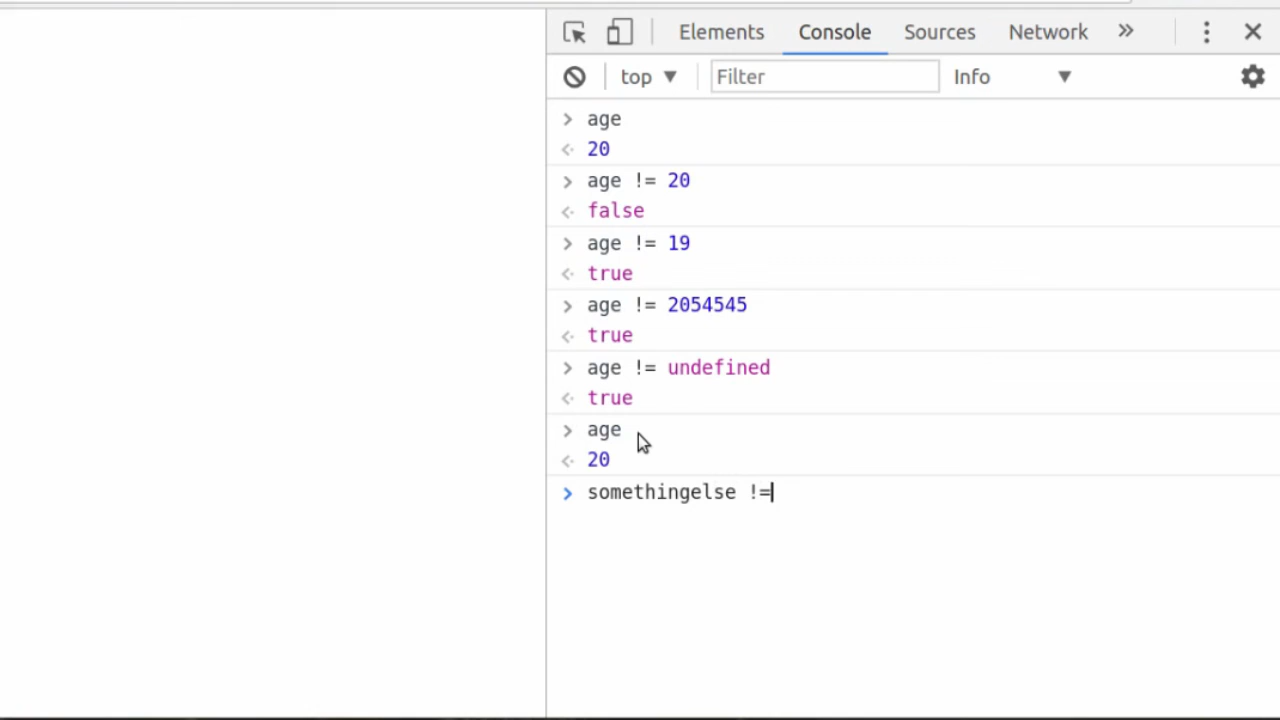 Elements Console Sources Network »
top Filter Info
> age
20
> age != 20
false
> age != 19
true
> age != 2054545
true
> age != undefined
true
> age
20
> somethingelse !=